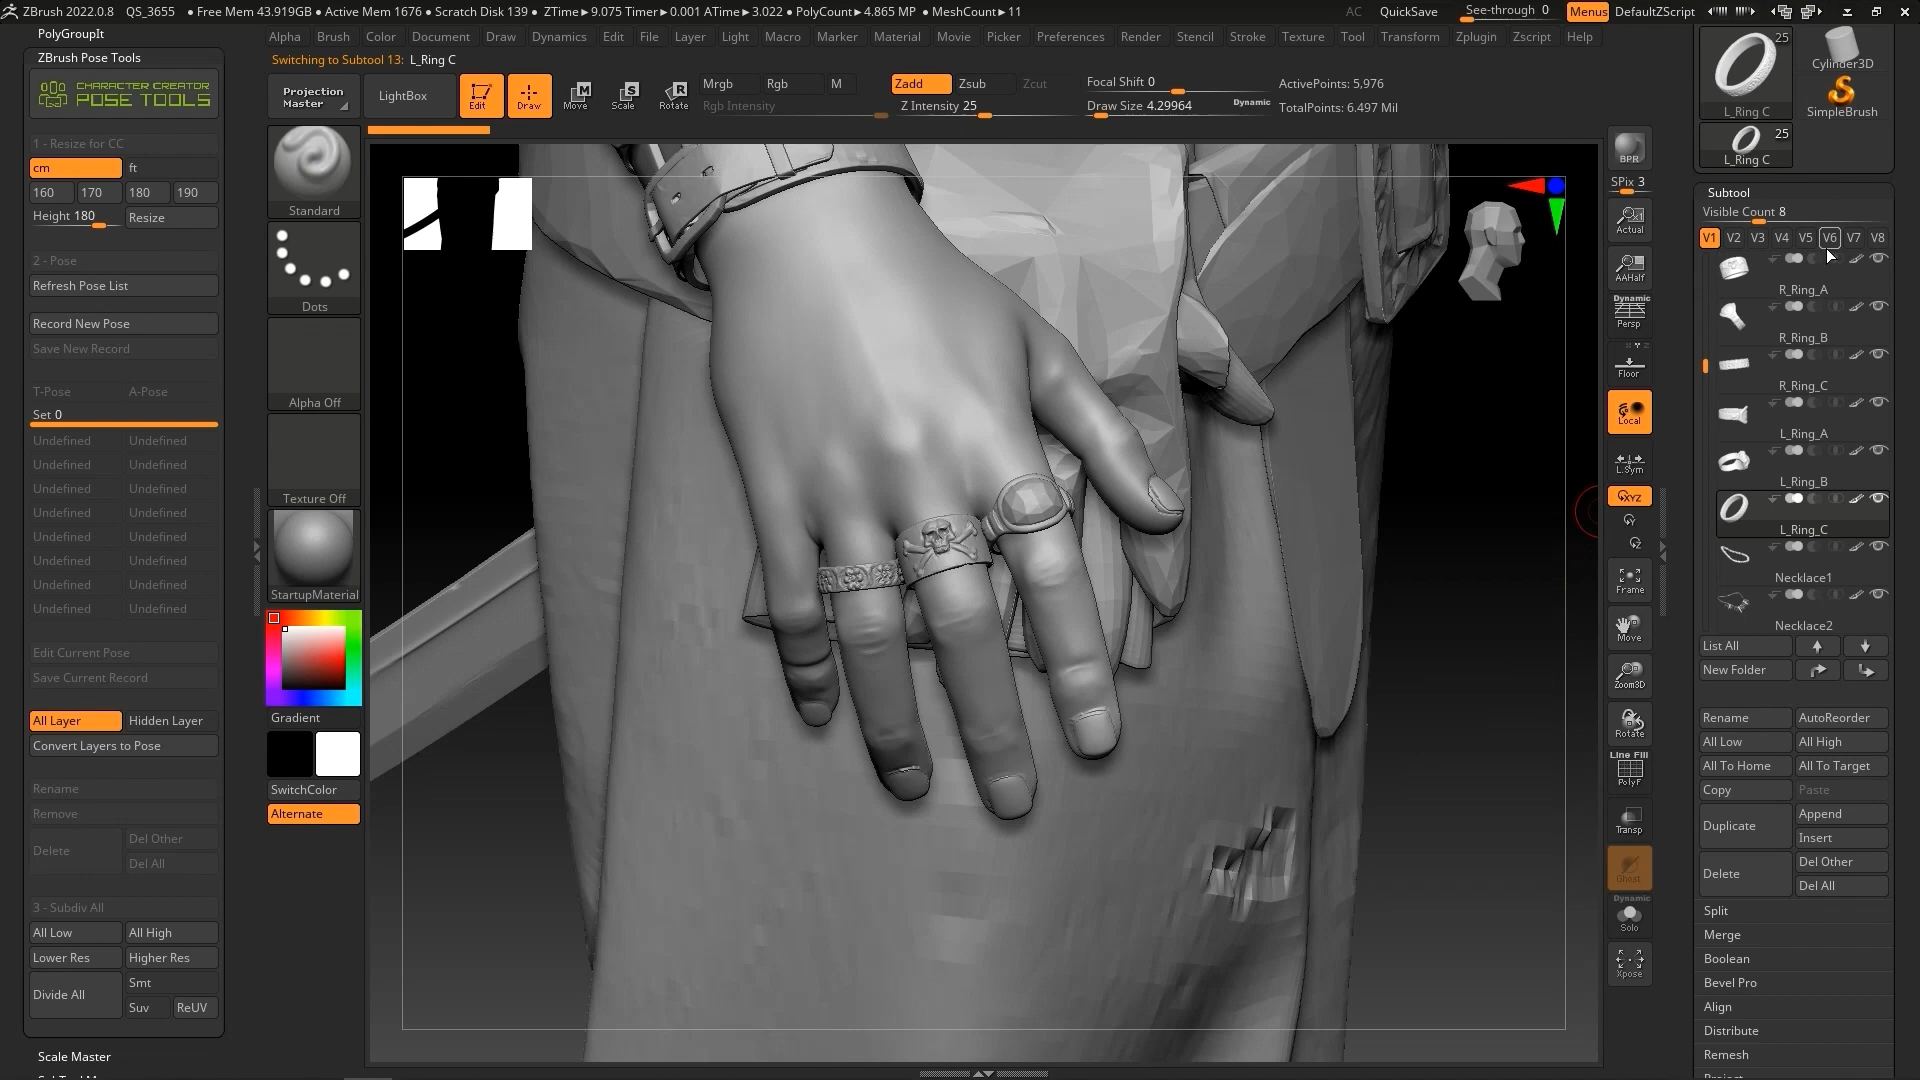 ZBrush 2022.0.8 QS_3655 • Free Mem 43.919GB • Active Mem 1676 • Scratch Disk 139 • ZTime►9.075 Timer►0.001 ATime►3.022 • PolyCount►4.865 MP • MeshCount►11 AC QuickSave See-through 0 Menus DefaultZScript
PolyGroupIt
Alpha Brush Color Document Draw Dynamics Edit File Layer Light Macro Marker Material Movie Picker Preferences Render Stencil Stroke Texture Tool Transform Zplugin Zscript Help
ZBrush Pose Tools
CHARACTER CREATOR
POSE TOOLS
1 - Resize for CC
cm ft
160 170 180 190
Height 180 Resize
2 - Pose
Refresh Pose List
Record New Pose
Save New Record
T-Pose A-Pose
Set 0
Undefined Undefined
Undefined Undefined
Undefined Undefined
Undefined Undefined
Undefined Undefined
Undefined Undefined
Undefined Undefined
Undefined Undefined
Edit Current Pose
Save Current Record
All Layer Hidden Layer
Convert Layers to Pose
Rename
Remove
Delete Del Other
Del All
3 - Subdiv All
All Low All High
Lower Res Higher Res
Divide All Smt
Suv ReUV
Scale Master
Switching to Subtool 13: L_Ring C
Projection
Master
LightBox
Edit Draw Move Scale Rotate
Mrgb Rgb M
Rgb Intensity
Zadd Zsub Zcut
Z Intensity 25
Focal Shift 0
Draw Size 4.29964 Dynamic
ActivePoints: 5,976
TotalPoints: 6.497 Mil
Standard
Dots
Alpha Off
Texture Off
StartupMaterial
Gradient
SwitchColor
Alternate
BPR
SPix 3
Actual
AAHalf
Dynamic
Persp
Floor
Local
L.Sym
XYZ
Frame
Move
Zoom3D
Rotate
Line Fill
PolyF
Transp
Ghost
Dynamic
Solo
Xpose
25
L_Ring C
Cylinder3D
SimpleBrush
25
L_Ring C
Subtool
Visible Count 8
V1 V2 V3 V4 V5 V6 V7 V8
R_Ring_A
R_Ring_B
R_Ring_C
L_Ring_A
L_Ring_B
L_Ring_C
Necklace1
Necklace2
List All
New Folder
Rename AutoReorder
All Low All High
All To Home All To Target
Copy Paste
Duplicate Append
Insert
Delete Del Other
Del All
Split
Merge
Boolean
Bevel Pro
Align
Distribute
Remesh